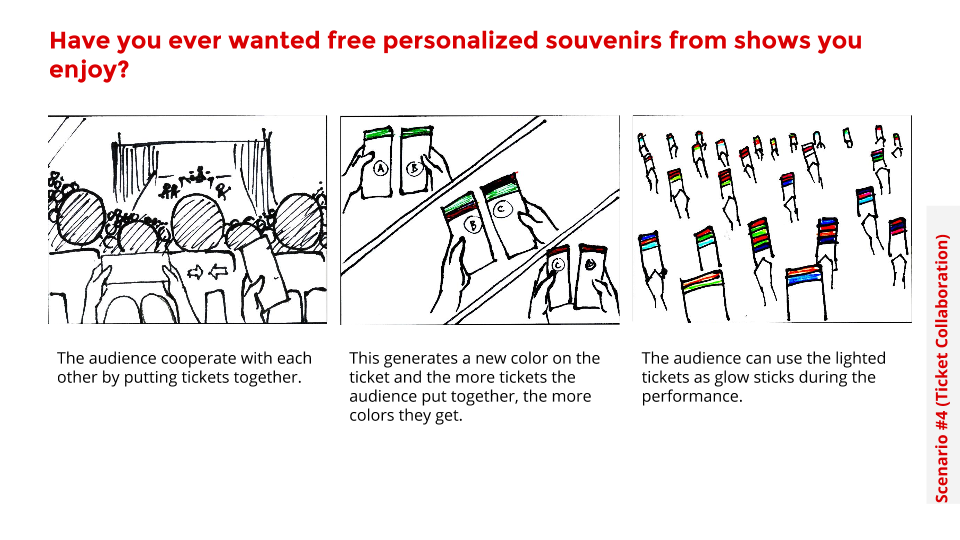 Have you ever wanted free personalized souvenirs from shows you
enjoy?
A
B
B
C
C
D
The audience cooperate with each
other by putting tickets together.
This generates a new color on the
ticket and the more tickets the
audience put together, the more
colors they get.
The audience can use the lighted
tickets as glow sticks during the
performance.
Scenario #4 (Ticket Collaboration)